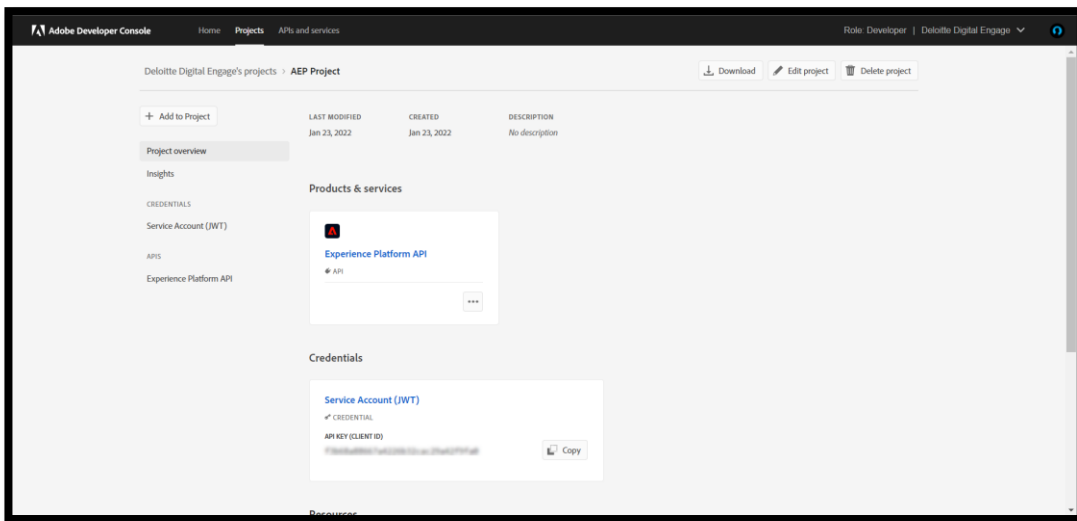 Adobe Developer Console Home Projects APIs and services Role: Developer | Deloitte Digital Engage
Deloitte Digital Engage's projects > AEP Project Download Edit project Delete project
+ Add to Project
Project overview
Insights
CREDENTIALS
Service Account (JWT)
APIS
Experience Platform API
LAST MODIFIED CREATED DESCRIPTION
Jan 23, 2022 Jan 23, 2022 No description
Products & services
Experience Platform API
API
Credentials
Service Account (JWT)
CREDENTIAL
API KEY (CLIENT ID)
Copy
Resources